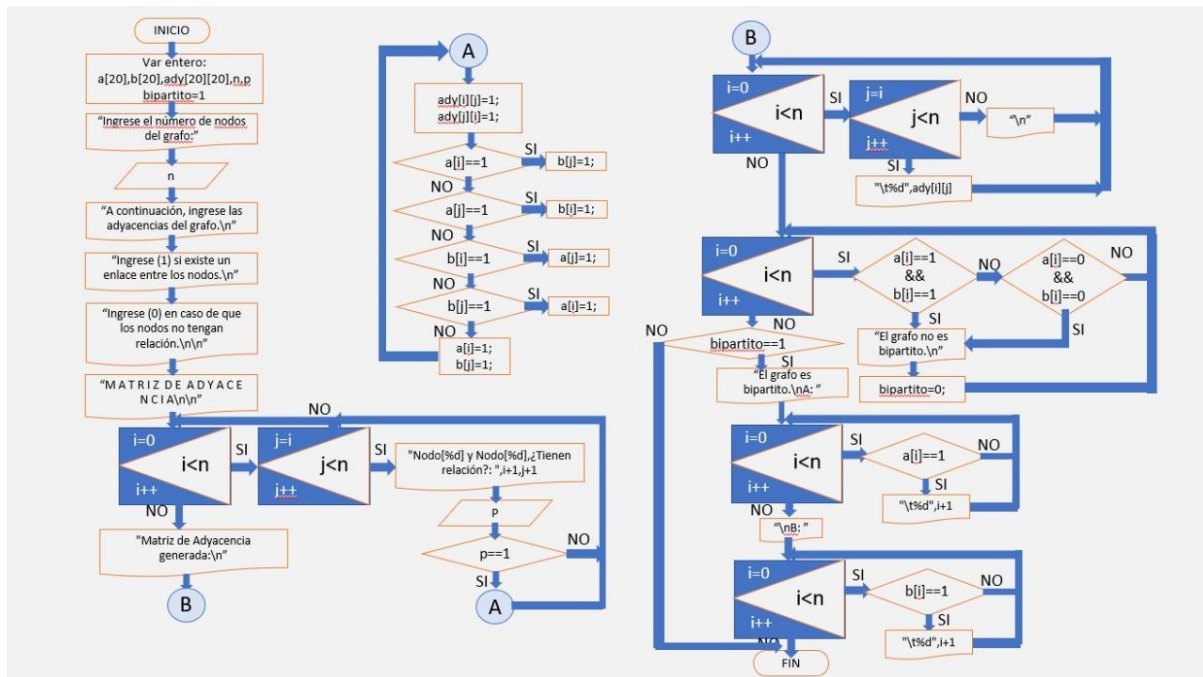 INICIO
Var entero:
a[20],b[20],ady[20][20],n,p
bipartito=1
“Ingrese el número de nodos
del grafo:”
n
“A continuación, ingrese las
adyacencias del grafo.\n”
“Ingrese (1) si existe un
enlace entre los nodos.\n”
“Ingrese (0) en caso de que
los nodos no tengan
relación.\n\n”
“M A T R I Z  D E  A D Y A C E
N C I A\n\n”
i=0
i<n
i++
SI
NO
j=i
j<n
j++
NO
SI
"Nodo[%d] y Nodo[%d],¿Tienen
relación?: ",i+1,j+1
P
p==1
NO
SI
A
"Matriz de Adyacencia
generada:\n"
B
A
ady[i][j]=1;
ady[j][i]=1;
a[i]==1
SI
b[j]=1;
NO
a[j]==1
SI
b[i]=1;
NO
b[i]==1
SI
a[j]=1;
NO
b[j]==1
SI
a[i]=1;
NO
a[i]=1;
b[j]=1;
B
i=0
i<n
i++
SI
NO
j=i
j<n
j++
NO
“\n”
SI
"\t%d",ady[i][j]
i=0
i<n
i++
SI
a[i]==1
&&
b[i]==1
NO
a[i]==0
&&
b[i]==0
NO
SI
SI
“El grafo no es
bipartito.\n”
bipartito=0;
NO
NO
bipartito==1
SI
“El grafo es
bipartito.\nA: ”
i=0
i<n
i++
SI
a[i]==1
NO
SI
"\t%d",i+1
NO
“\nB: ”
i=0
i<n
i++
SI
b[i]==1
NO
SI
"\t%d",i+1
NO
FIN